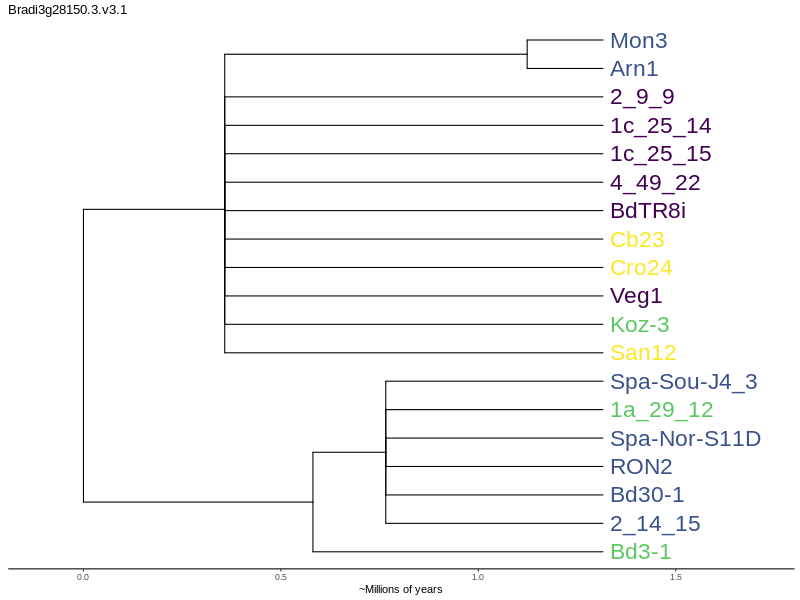 Bradi3g28150.3.v3.1
Mon3
Arn1
2_9_9
1c_25_14
1c_25_15
4_49_22
BdTR8i
Cb23
Cro24
Veg1
Koz-3
San12
Spa-Sou-J4_3
1a_29_12
Spa-Nor-S11D
RON2
Bd30-1
2_14_15
Bd3-1
0.0 0.5 1.0 1.5
~Millions of years